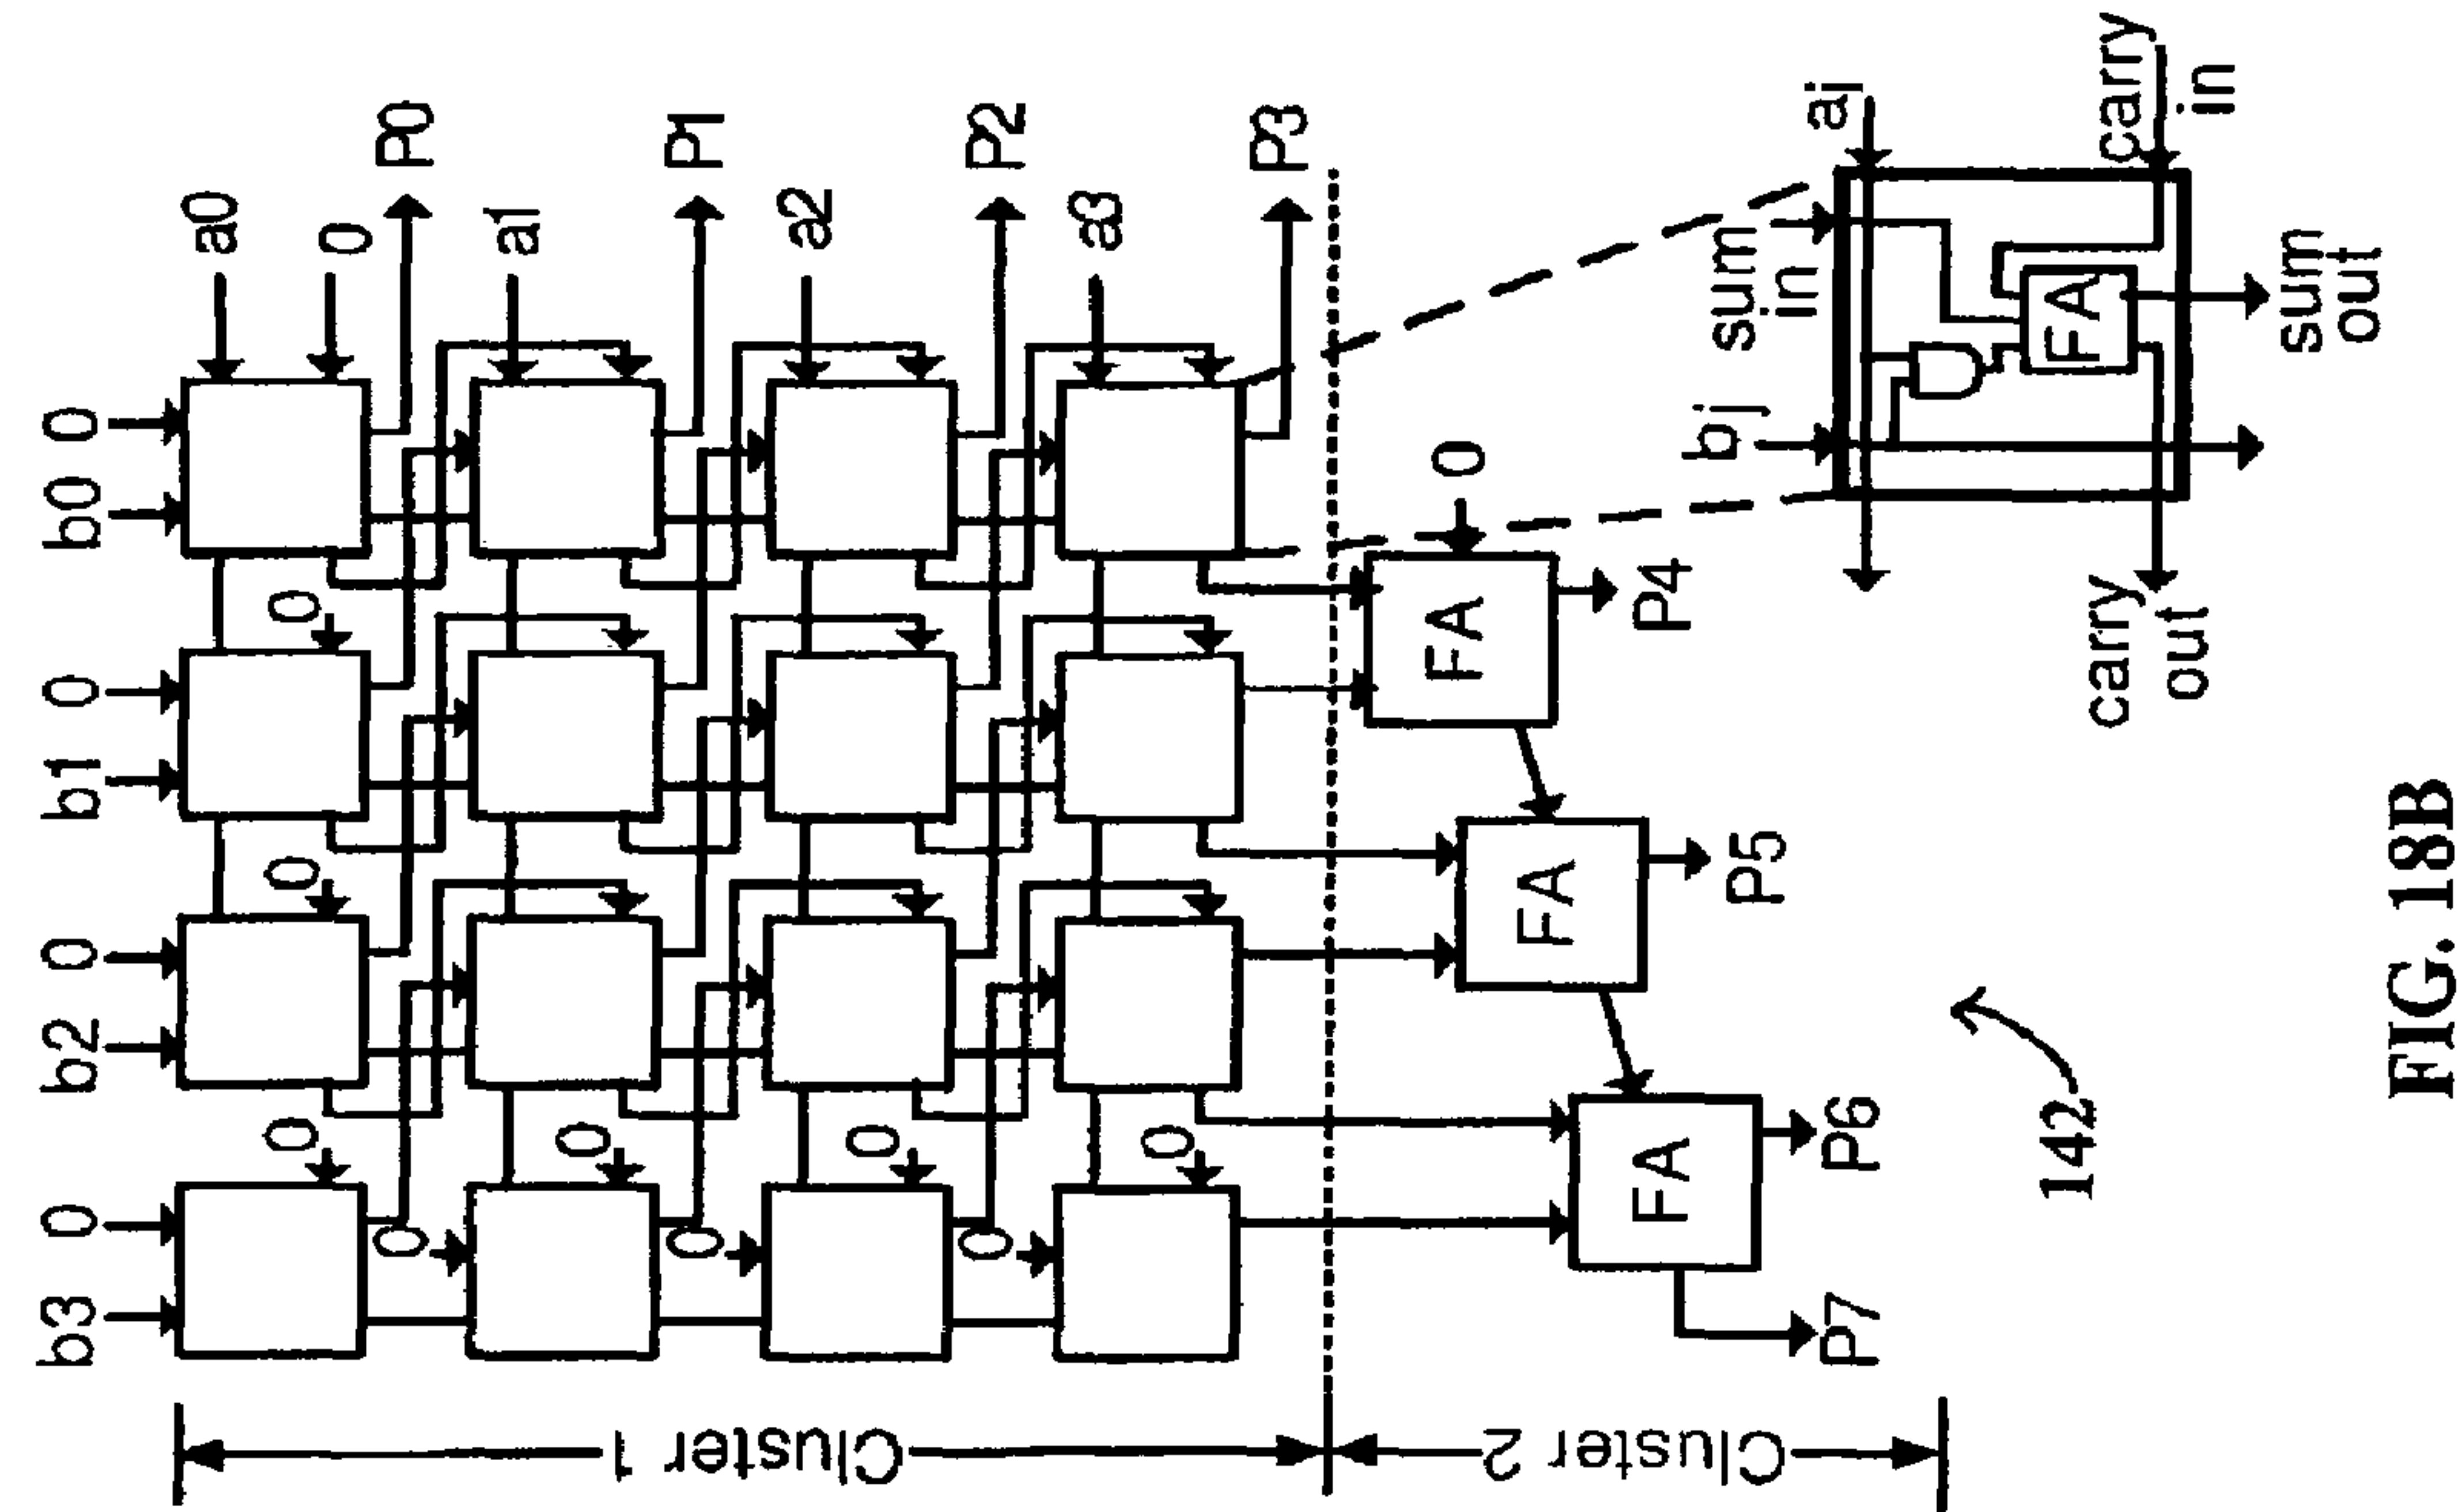 b3 0 b2 0 b1 0 b0 0
a0
0 0 0 0
P0
0
a1
0
P1
0
a2
0
P2
0
a3
0
P3
Cluster 1
0
FA
P4
FA
P5
FA
P6
P7
Cluster 2
bj
sum
in
ai
FA
carry
in
carry
out
sum
out
142
FIG. 18B